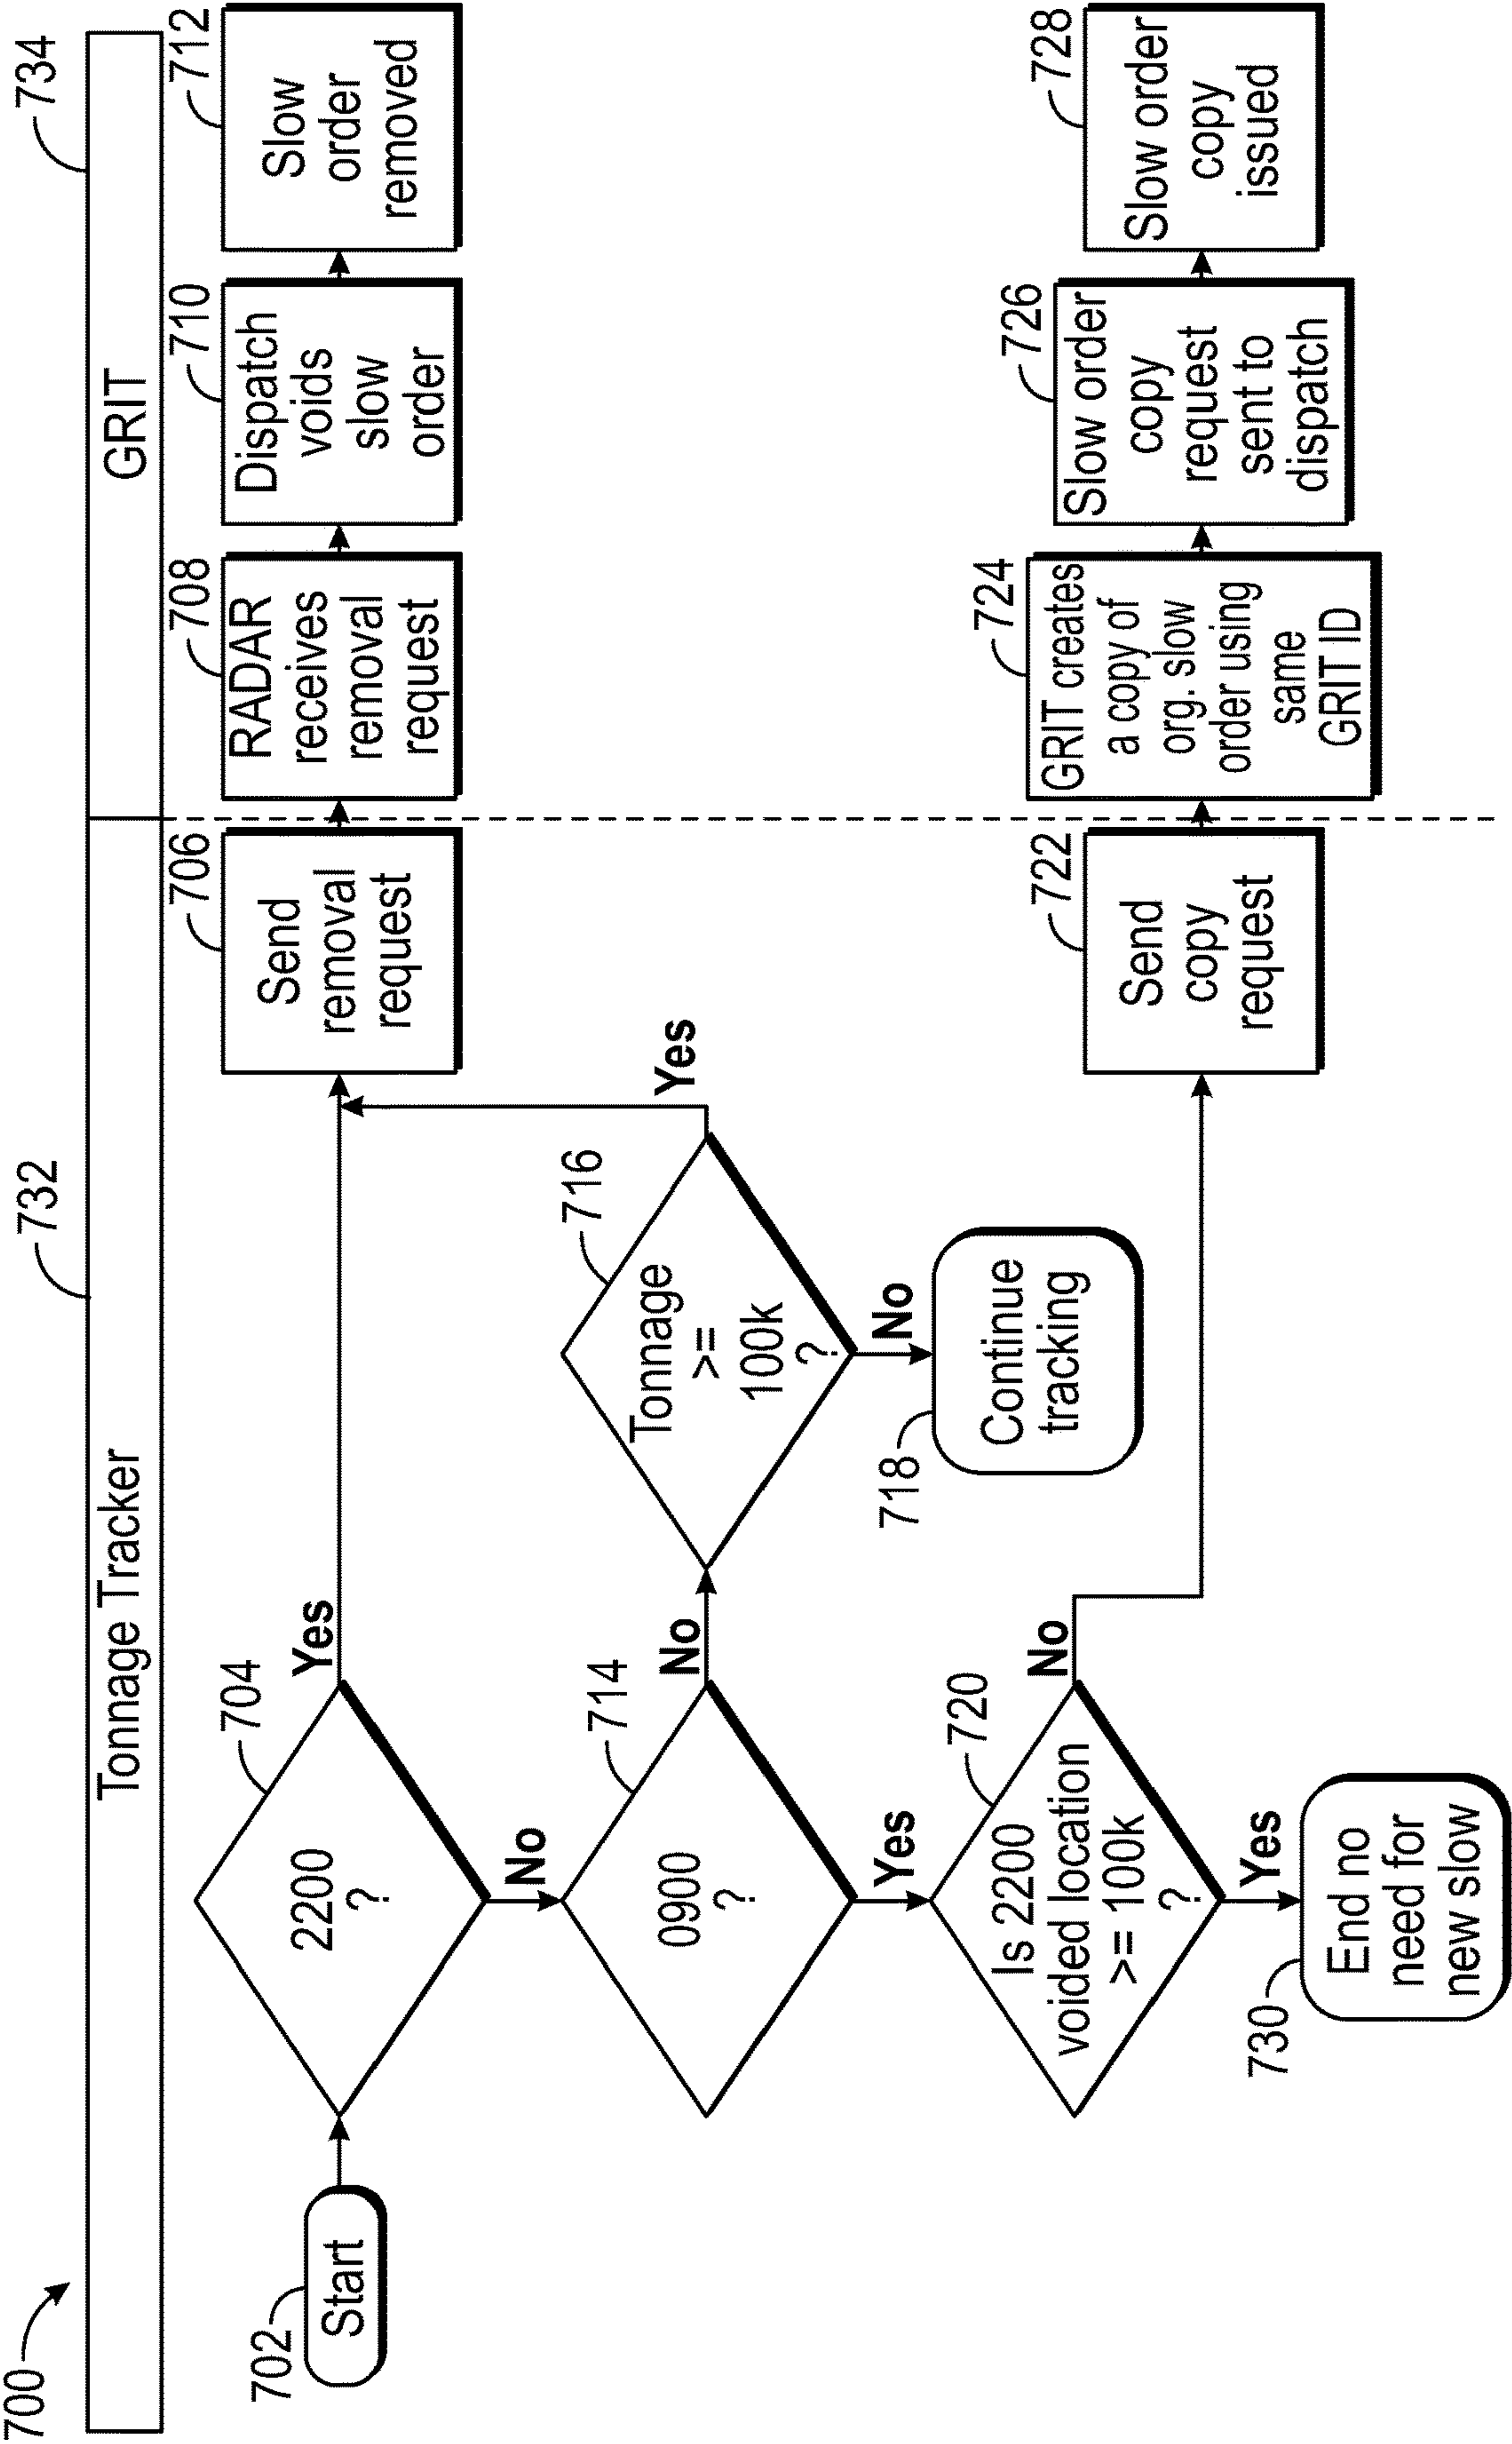 700
732
734
Tonnage Tracker
GRIT
702
Start
704
2200
?
Yes
No
706
Send
removal
request
708
RADAR
receives
removal
request
710
Dispatch
voids
slow
order
712
Slow
order
removed
714
0900
?
No
Yes
716
Tonnage
>=
100k
?
Yes
No
718
Continue
tracking
720
Is 2200
voided location
>= 100k
?
No
Yes
722
Send
copy
request
724
GRIT creates
a copy of
org. slow
order using
same
GRIT ID
726
Slow order
copy
request
sent to
dispatch
728
Slow order
copy
issued
730
End no
need for
new slow